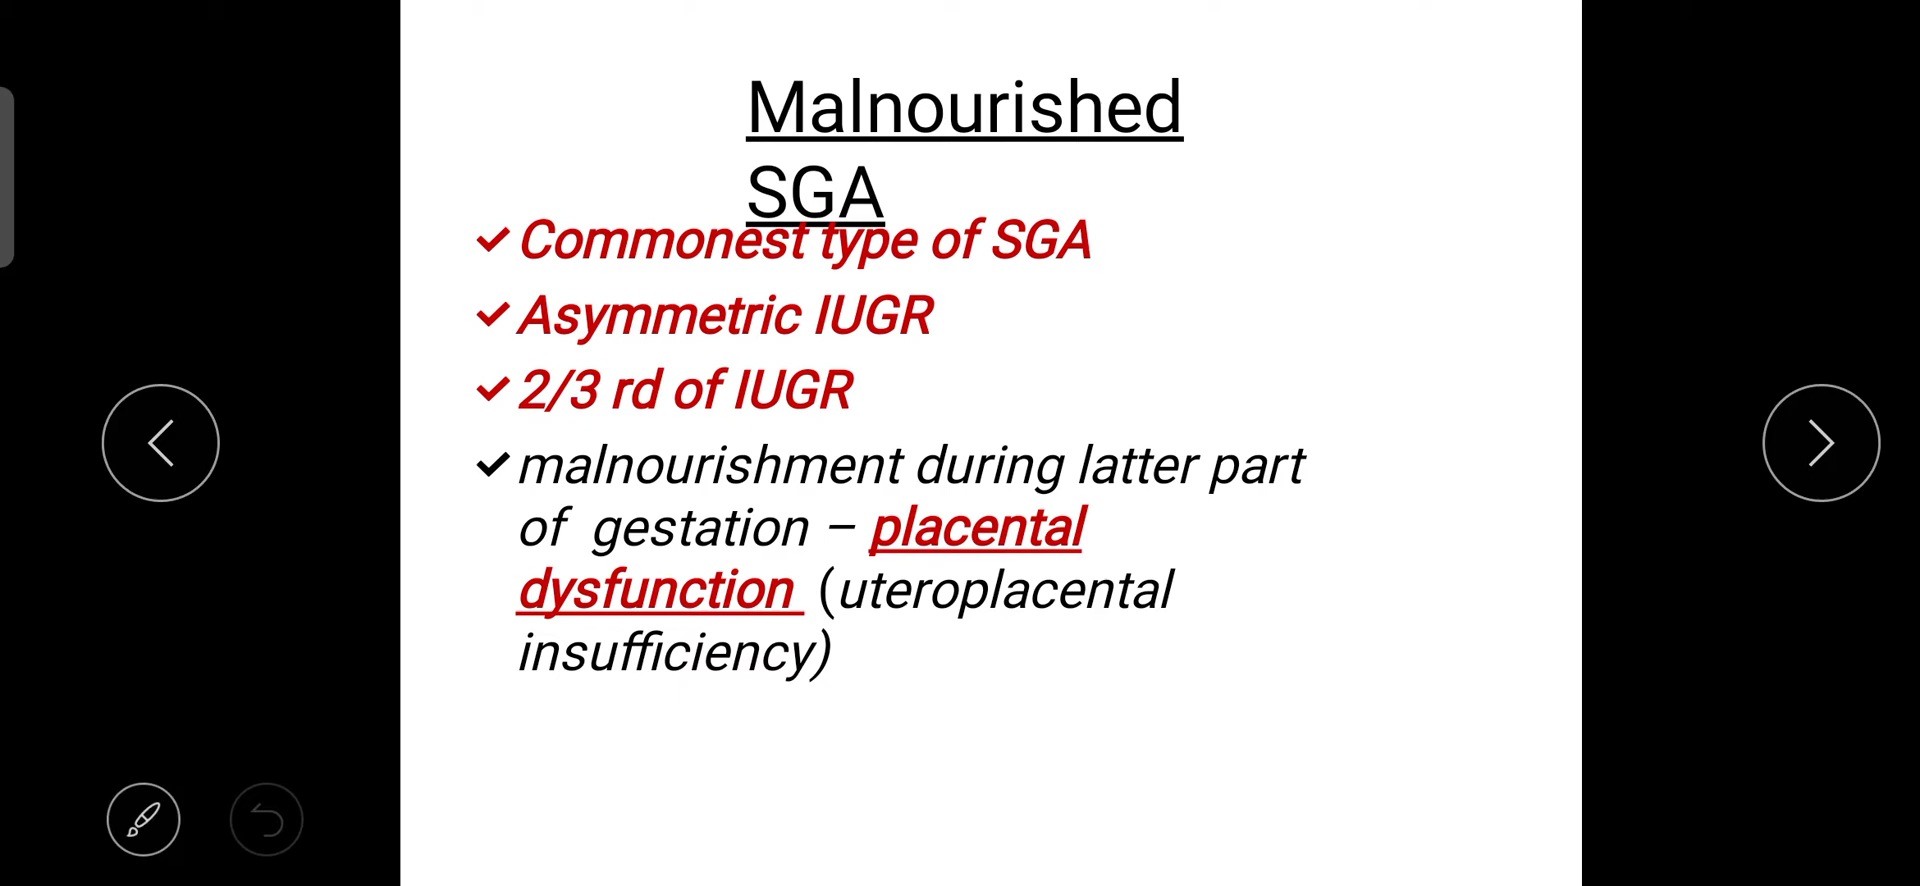 Malnourished
SGA
✓ Commonest type of SGA
✓ Asymmetric IUGR
✓ 2/3 rd of IUGR
✓ malnourishment during latter part
of gestation – placental
dysfunction (uteroplacental
insufficiency)